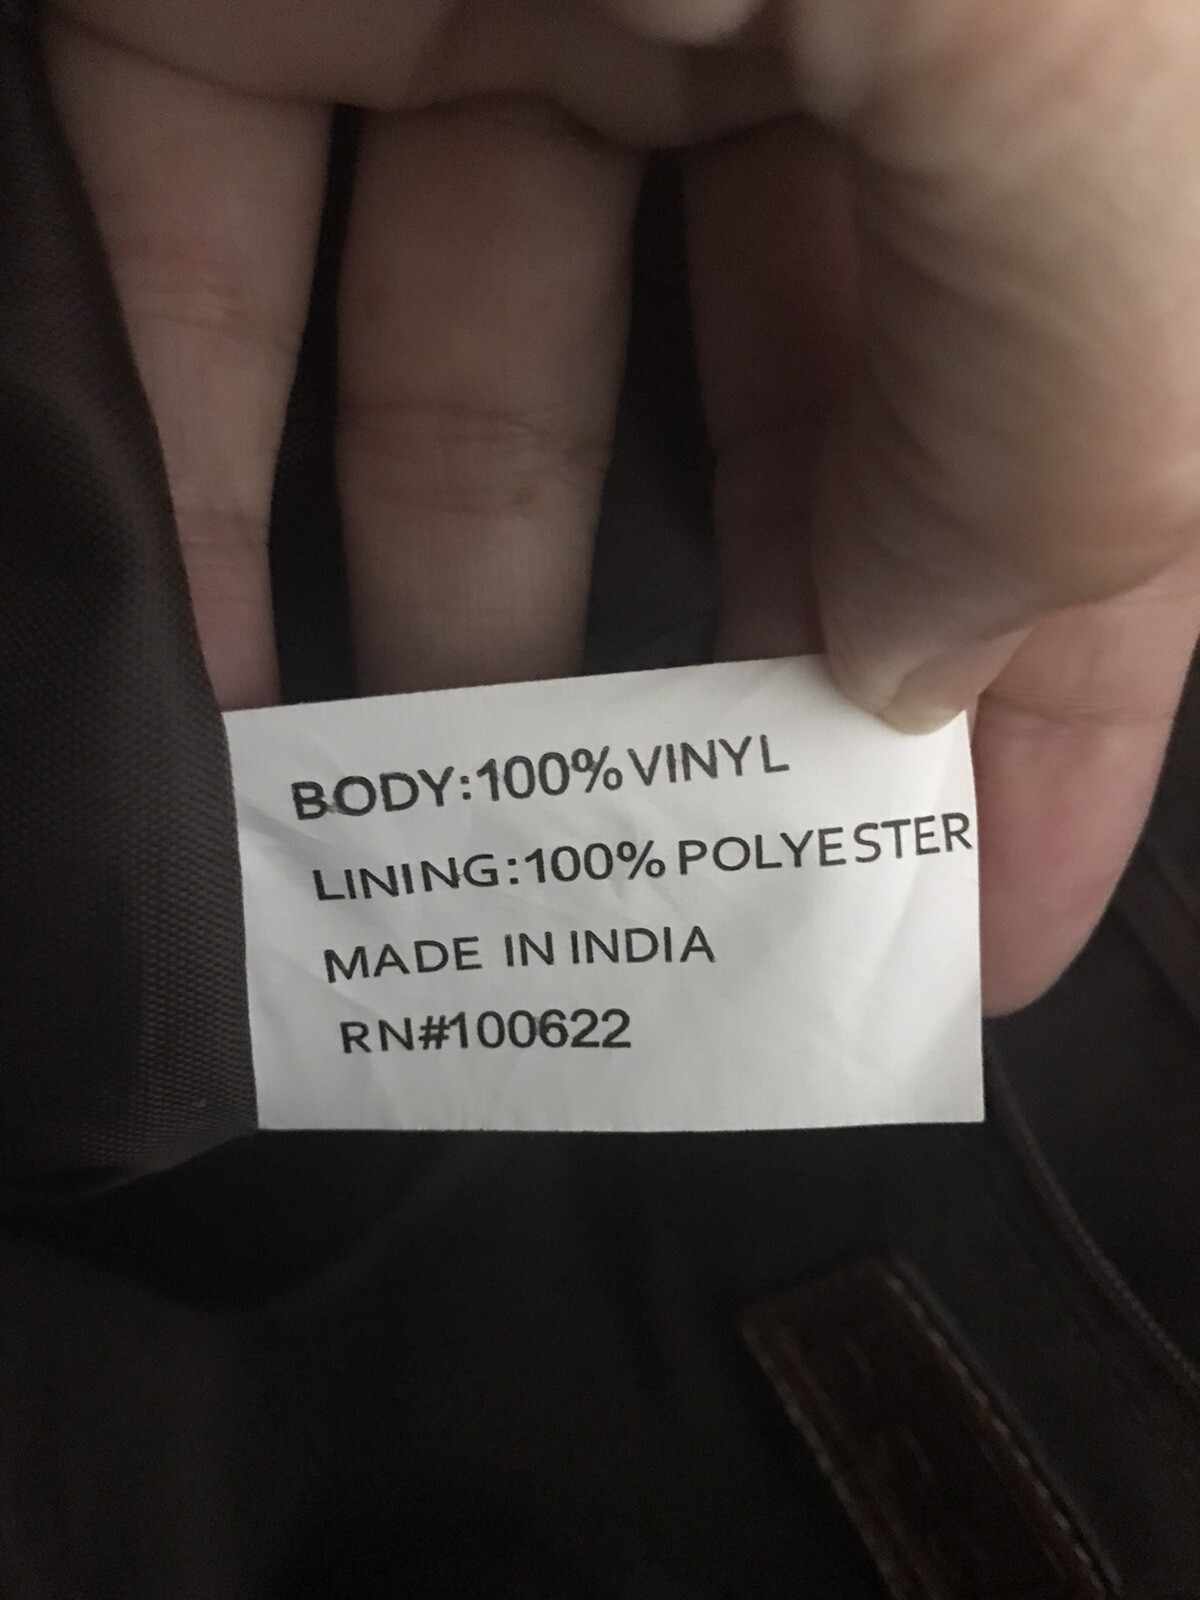 BODY:100% VINYL
LINING:100% POLYESTER
MADE IN INDIA
RN#100622